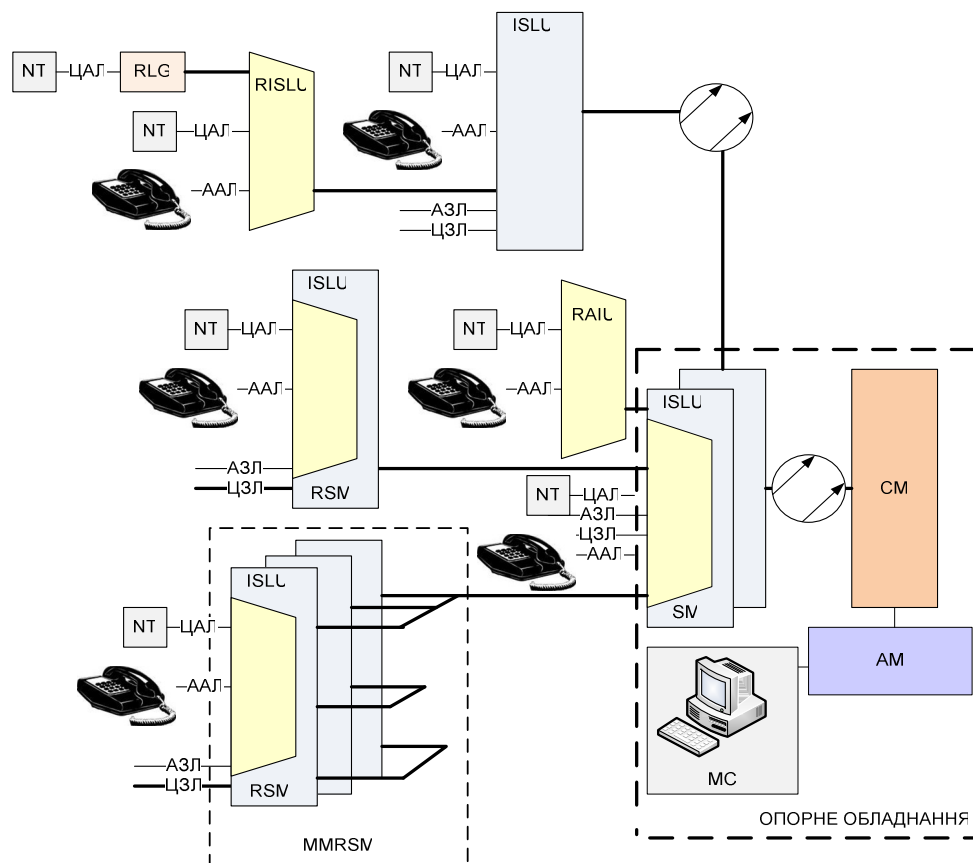 ISLU
NT
ЦАЛ
RLG
RISLU
NT
ЦАЛ
NT
ЦАЛ
ААЛ
ААЛ
АЗЛ
ЦЗЛ
ISLU
NT
ЦАЛ
ААЛ
АЗЛ
ЦЗЛ
RSM
RAIU
NT
ЦАЛ
ААЛ
ISLU
NT
ЦАЛ
АЗЛ
ЦЗЛ
ААЛ
SM
CM
AM
MC
ОПОРНЕ ОБЛАДНАННЯ
ISLU
NT
ЦАЛ
ААЛ
АЗЛ
ЦЗЛ
RSM
MMRSM